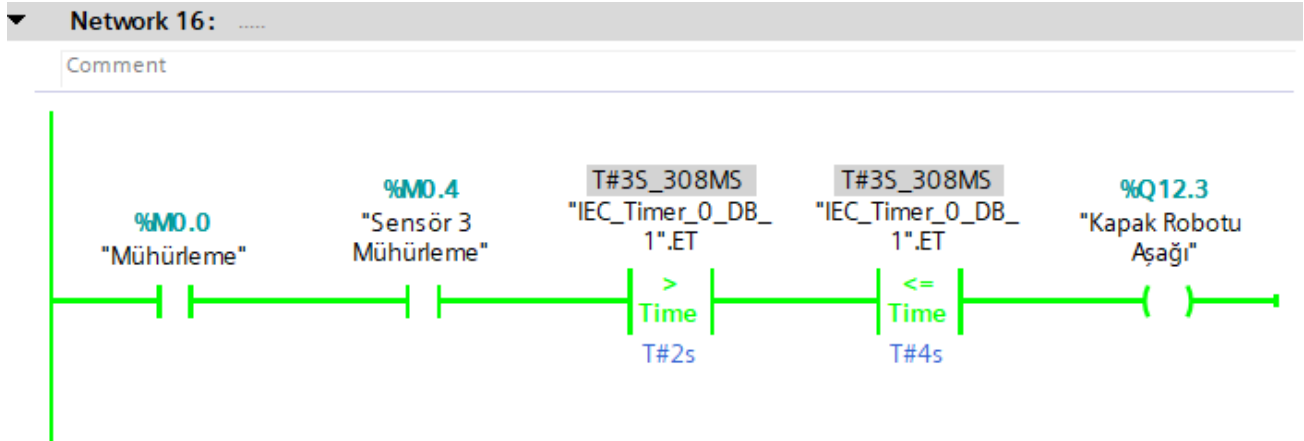 Network 16: .....
Comment
%M0.0
"Mühürleme"
%M0.4
"Sensör 3
Mühürleme"
T#3S_308MS
"IEC_Timer_0_DB_
1".ET
>
Time
T#2s
T#3S_308MS
"IEC_Timer_0_DB_
1".ET
<=
Time
T#4s
%Q12.3
"Kapak Robotu
Aşağı"